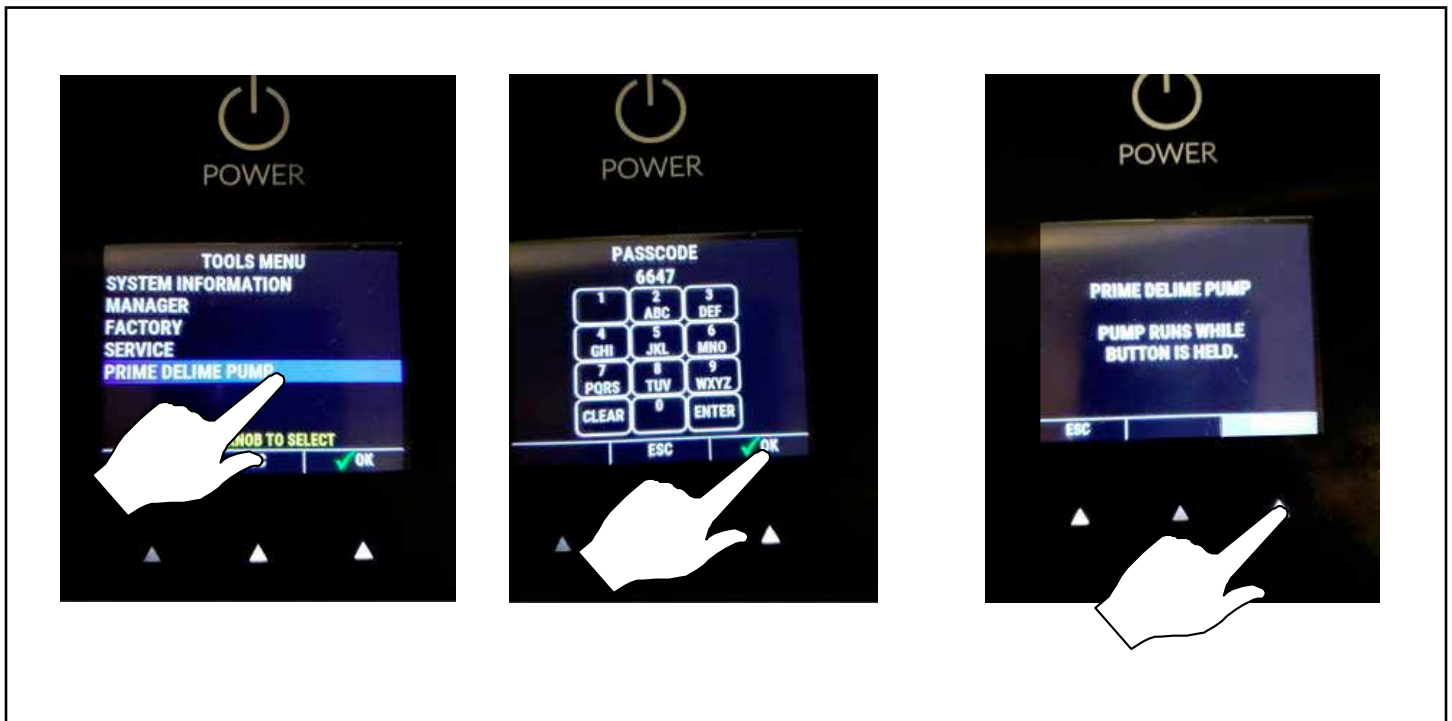 POWER
TOOLS MENU
SYSTEM INFORMATION
MANAGER
FACTORY
SERVICE
PRIME DELIME PUMP
KNOB TO SELECT
✓OK
POWER
PASSCODE
6647
1 2 3
ABC DEF
4 5 6
GHI JKL MNO
7 8 9
PQRS TUV WXYZ
CLEAR 0 ENTER
ESC ✓OK
POWER
PRIME DELIME PUMP
PUMP RUNS WHILE
BUTTON IS HELD.
ESC